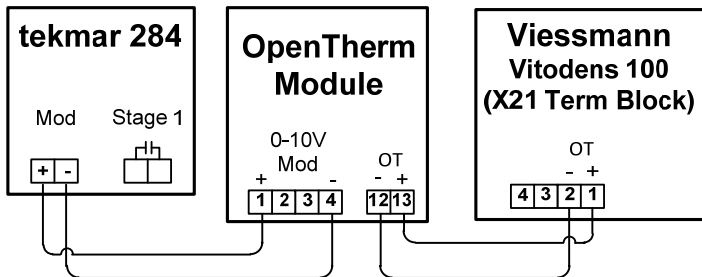 tekmar 284
Mod Stage 1
+ -
OpenTherm
Module
0-10V
Mod
OT
+ - - +
1 2 3 4 12 13
Viessmann
Vitodens 100
(X21 Term Block)
OT
- +
4 3 2 1